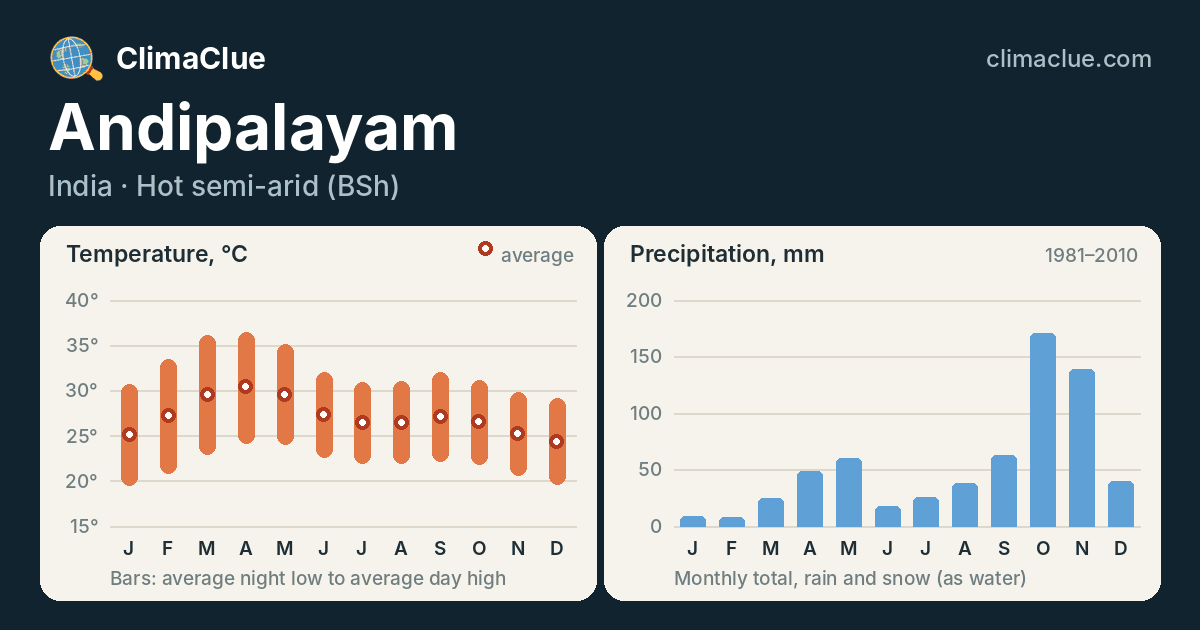 ClimaClue
climaclue.com
Andipalayam
India · Hot semi-arid (BSh)
Temperature, °C
average
40°
35°
30°
25°
20°
15°
J F M A M J J A S O N D
Bars: average night low to average day high
Precipitation, mm
1981–2010
200
150
100
50
0
J F M A M J J A S O N D
Monthly total, rain and snow (as water)